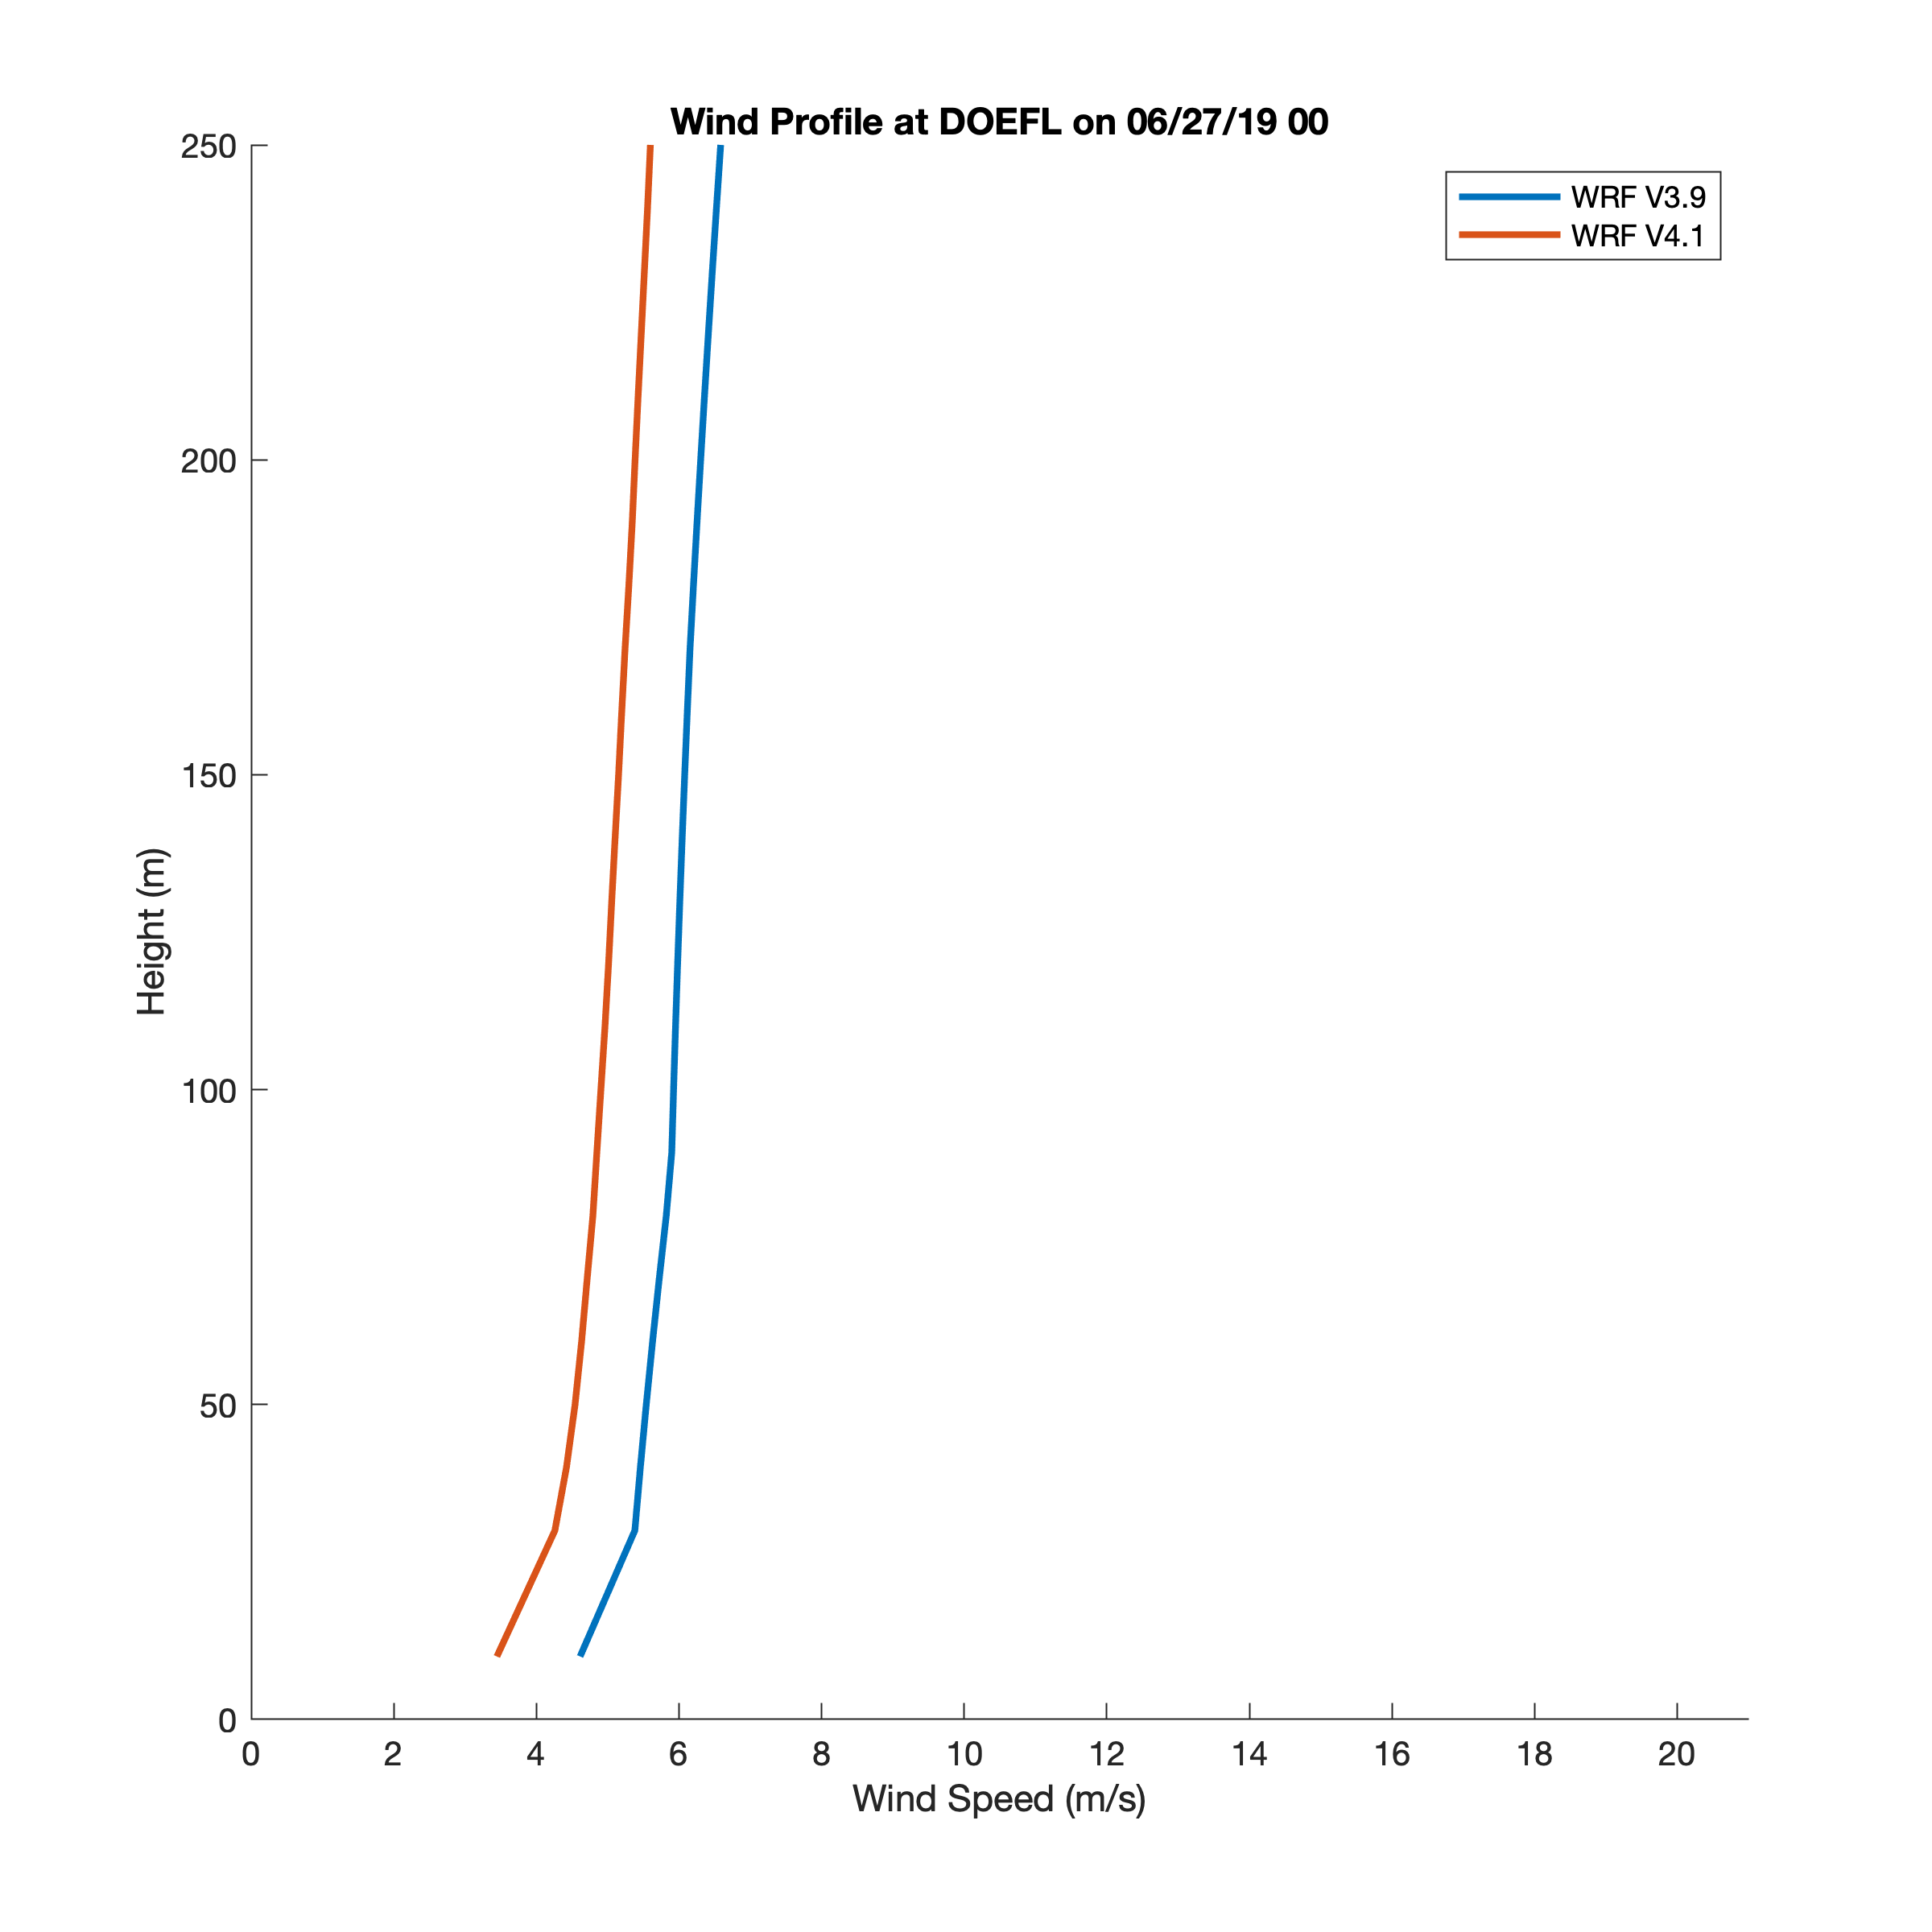 Wind Profile at DOEFL on 06/27/19 00
WRF V3.9
WRF V4.1
250
200
150
100
50
0
Height (m)
0 2 4 6 8 10 12 14 16 18 20
Wind Speed (m/s)